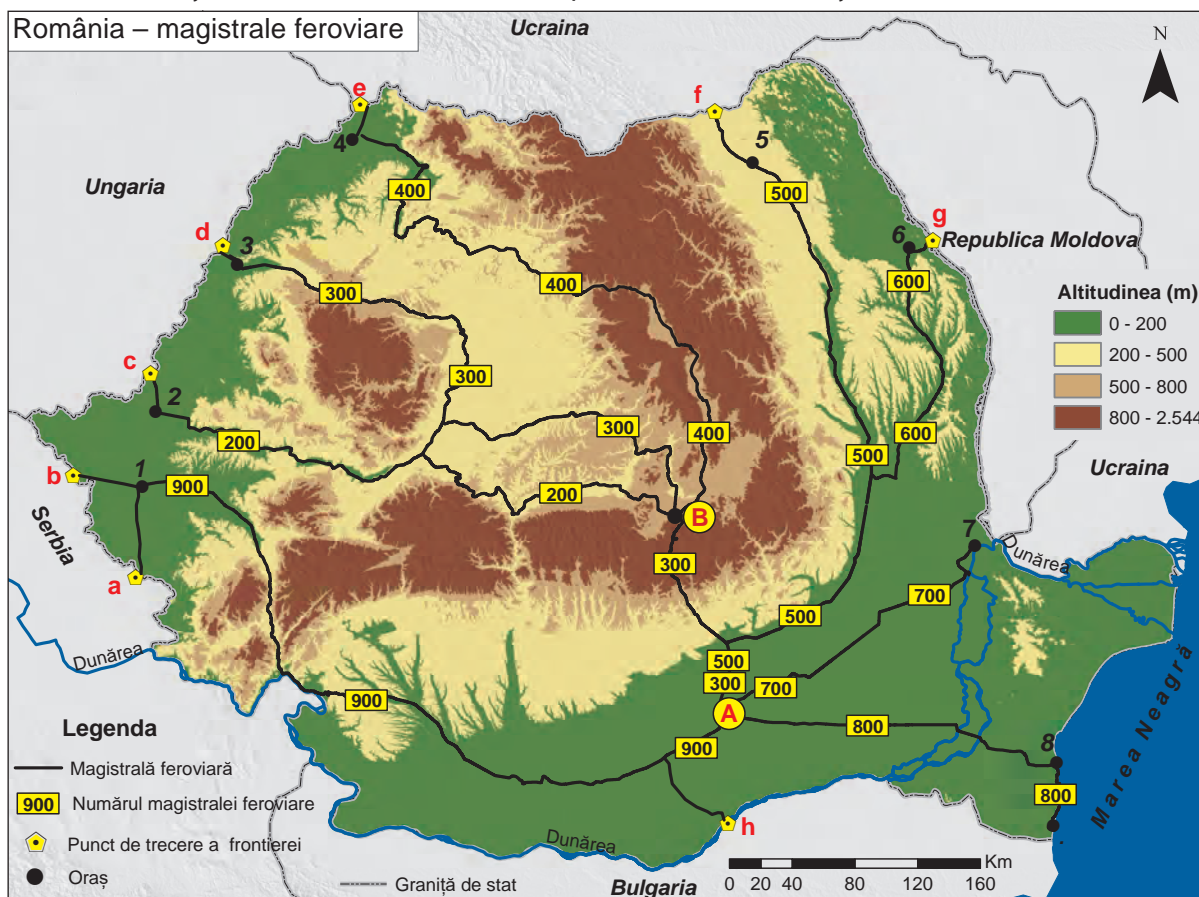 România – magistrale feroviare
Ucraina
N
e
f
4
5
400
500
Ungaria
d
3
g
6
Republica Moldova
600
300
400
Altitudinea (m)
0 - 200
200 - 500
500 - 800
800 - 2.544
c
2
300
200
300
400
500
600
Ucraina
b
1
900
200
B
Serbia
a
300
7
Dunărea
500
700
Dunărea
500
300
700
A
900
900
800
8
800
Marea Neagră
Legenda
Magistrală feroviară
900 Numărul magistralei feroviare
Punct de trecere a frontierei
Oraș
Graniță de stat
h
Dunărea
Bulgaria
Km
0 20 40 80 120 160